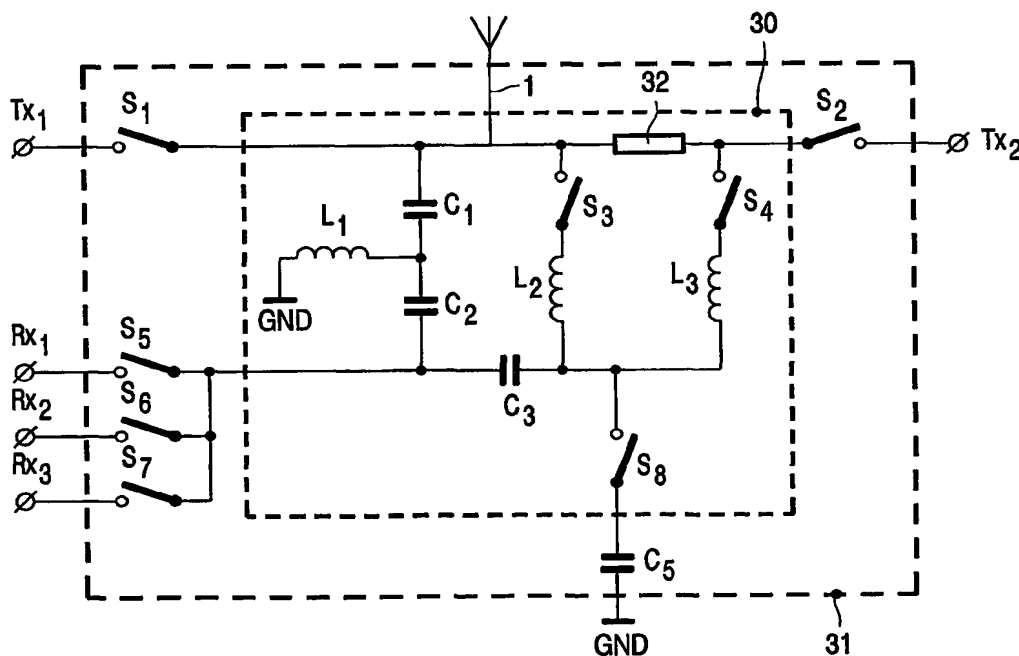 30
1
32
Tx1
S1
S2
Tx2
C1
S3
S4
L1
L2
L3
GND
C2
Rx1
S5
C3
Rx2
S6
Rx3
S7
S8
C5
GND
31